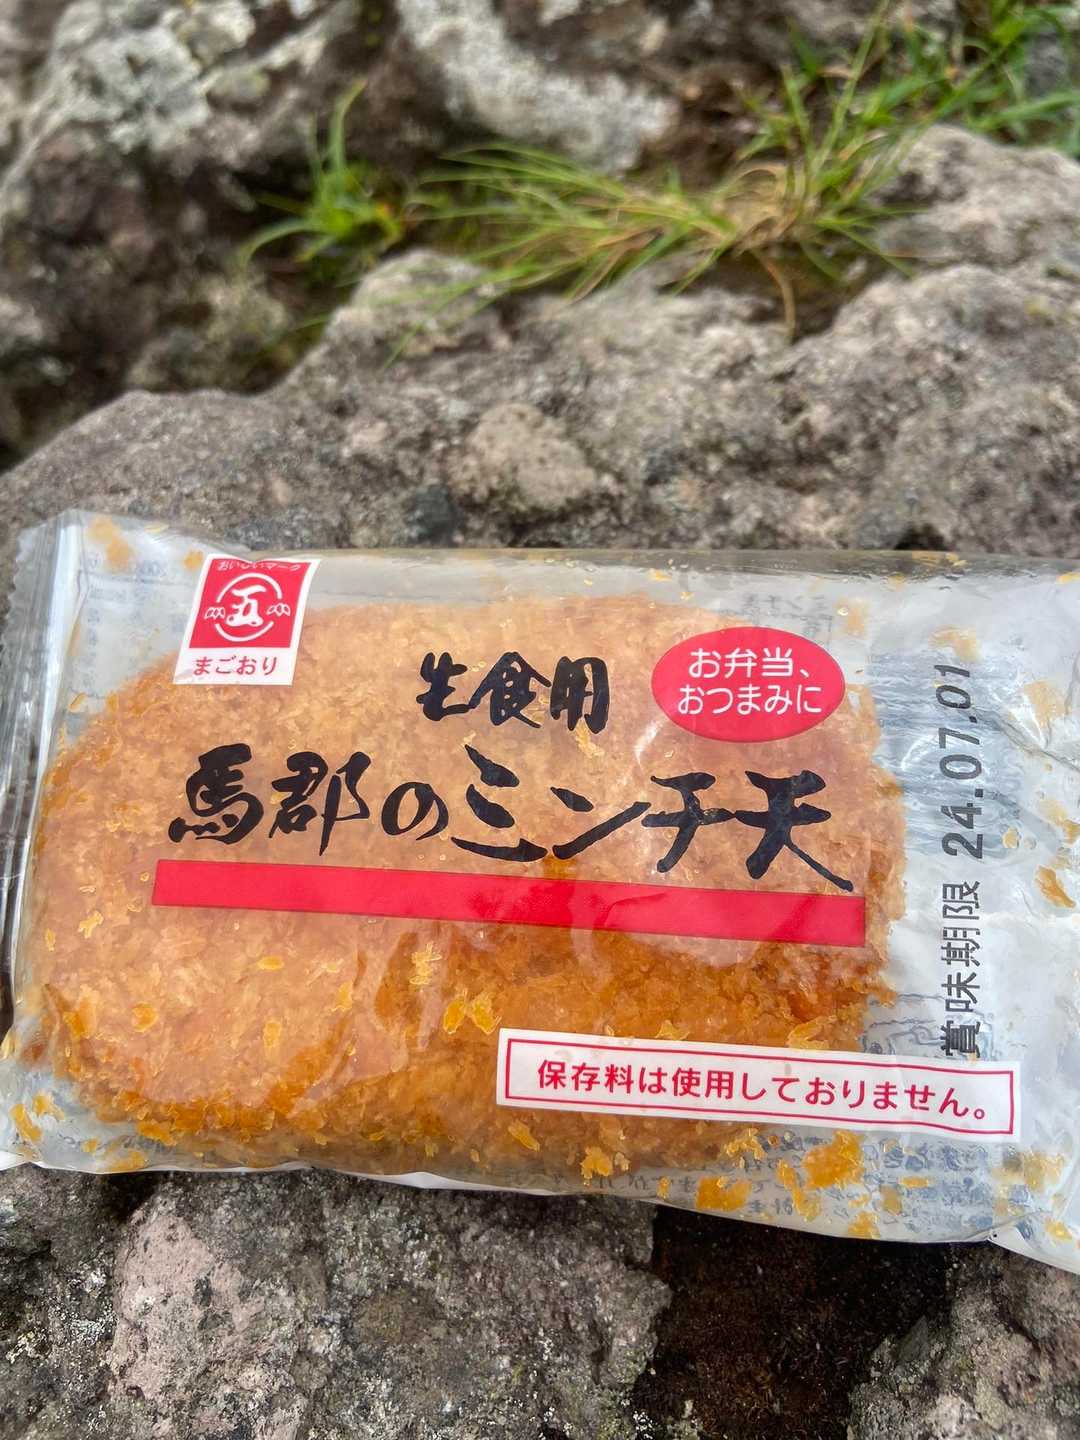 おいしいマーク
五
まごおり
生食用
お弁当、
おつまみに
馬郡のミンチ天
賞味期限 24.07.01
保存料は使用しておりません。